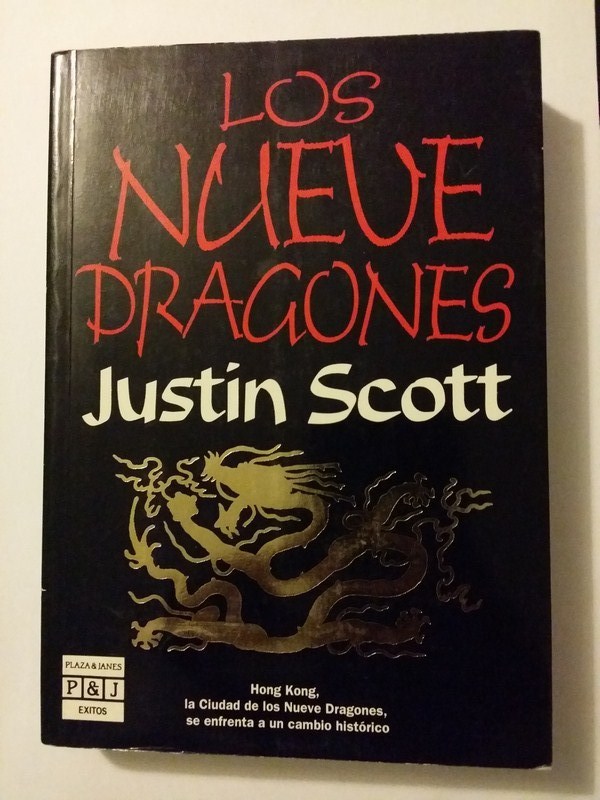 LOS
NUEVE
DRAGONES
Justin Scott
PLAZA & JANES
P & J
EXITOS
Hong Kong,
la Ciudad de los Nueve Dragones,
se enfrenta a un cambio histórico